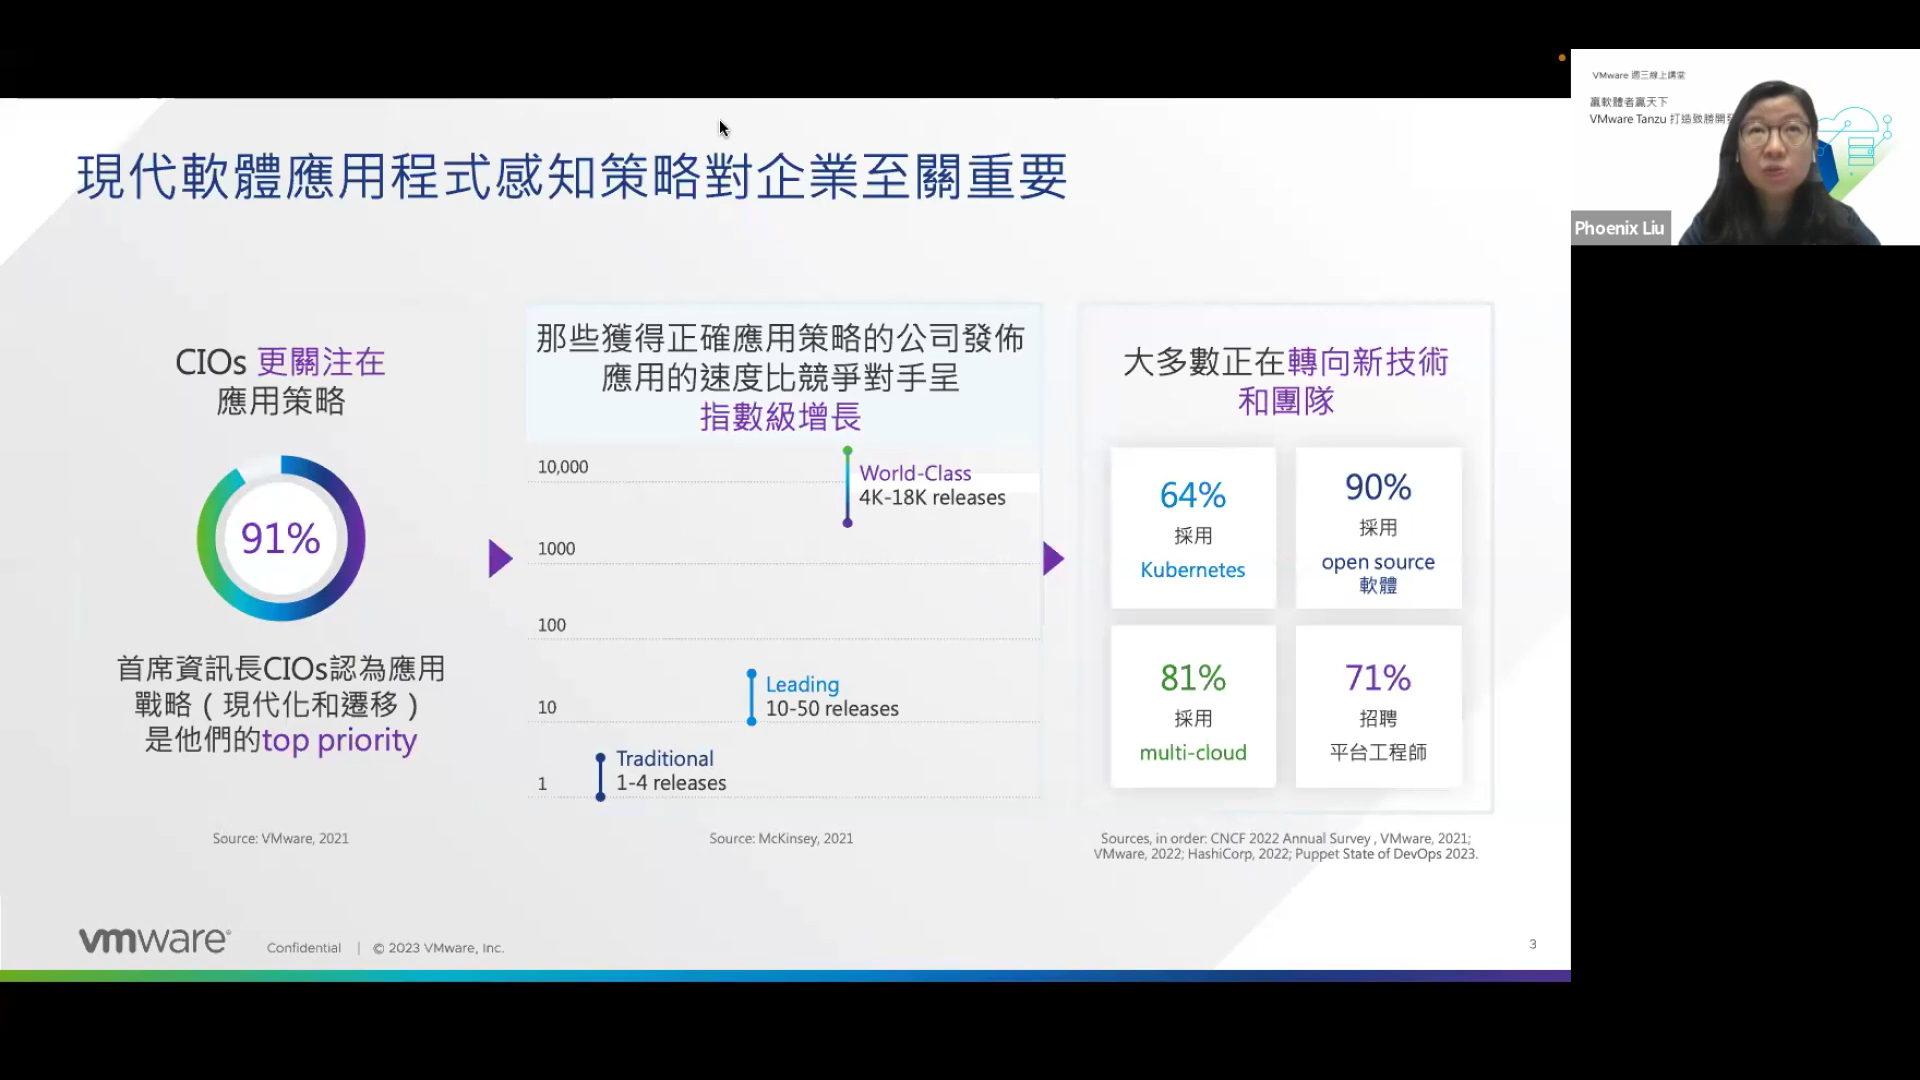 現代軟體應用程式感知策略對企業至關重要
CIOs 更關注在
應用策略
91%
首席資訊長CIOs認為應用
戰略（現代化和遷移）
是他們的top priority
Source: VMware, 2021
那些獲得正確應用策略的公司發佈
應用的速度比競爭對手呈
指數級增長
10,000
World-Class
4K-18K releases
1000
100
Leading
10-50 releases
10
Traditional
1-4 releases
1
Source: McKinsey, 2021
大多數正在轉向新技術
和團隊
64%
採用
Kubernetes
90%
採用
open source
軟體
81%
採用
multi-cloud
71%
招聘
平台工程師
Sources, in order: CNCF 2022 Annual Survey , VMware, 2021;
VMware, 2022; HashiCorp, 2022; Puppet State of DevOps 2023.
vmware®
Confidential | © 2023 VMware, Inc.
3
VMware 週三線上講堂
贏軟體者贏天下
VMware Tanzu 打造致勝開
Phoenix Liu